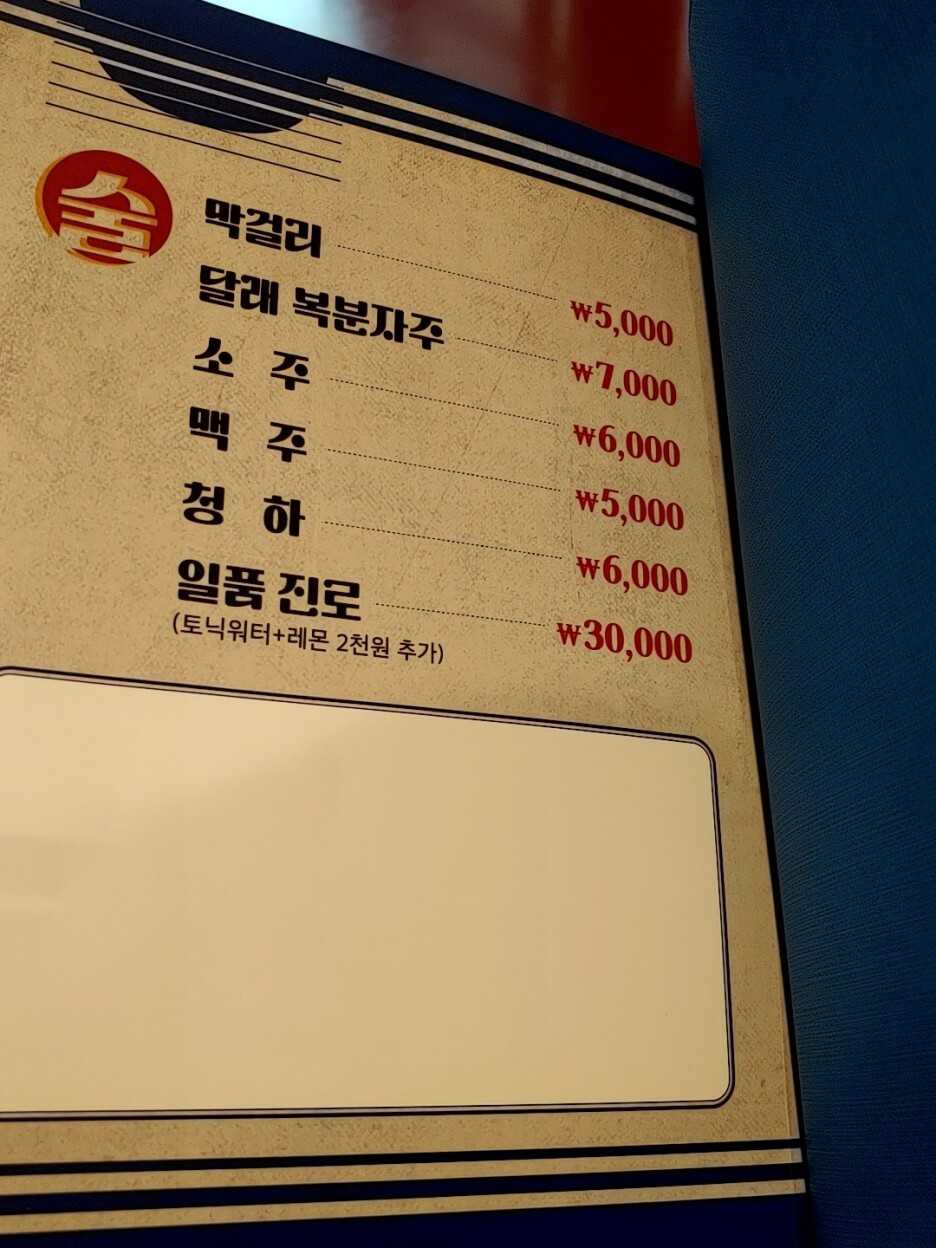 술
막걸리 ₩5,000
달래 복분자주 ₩7,000
소 주 ₩6,000
맥 주 ₩5,000
청 하 ₩6,000
일품 진로 ₩30,000
(토닉워터+레몬 2천원 추가)